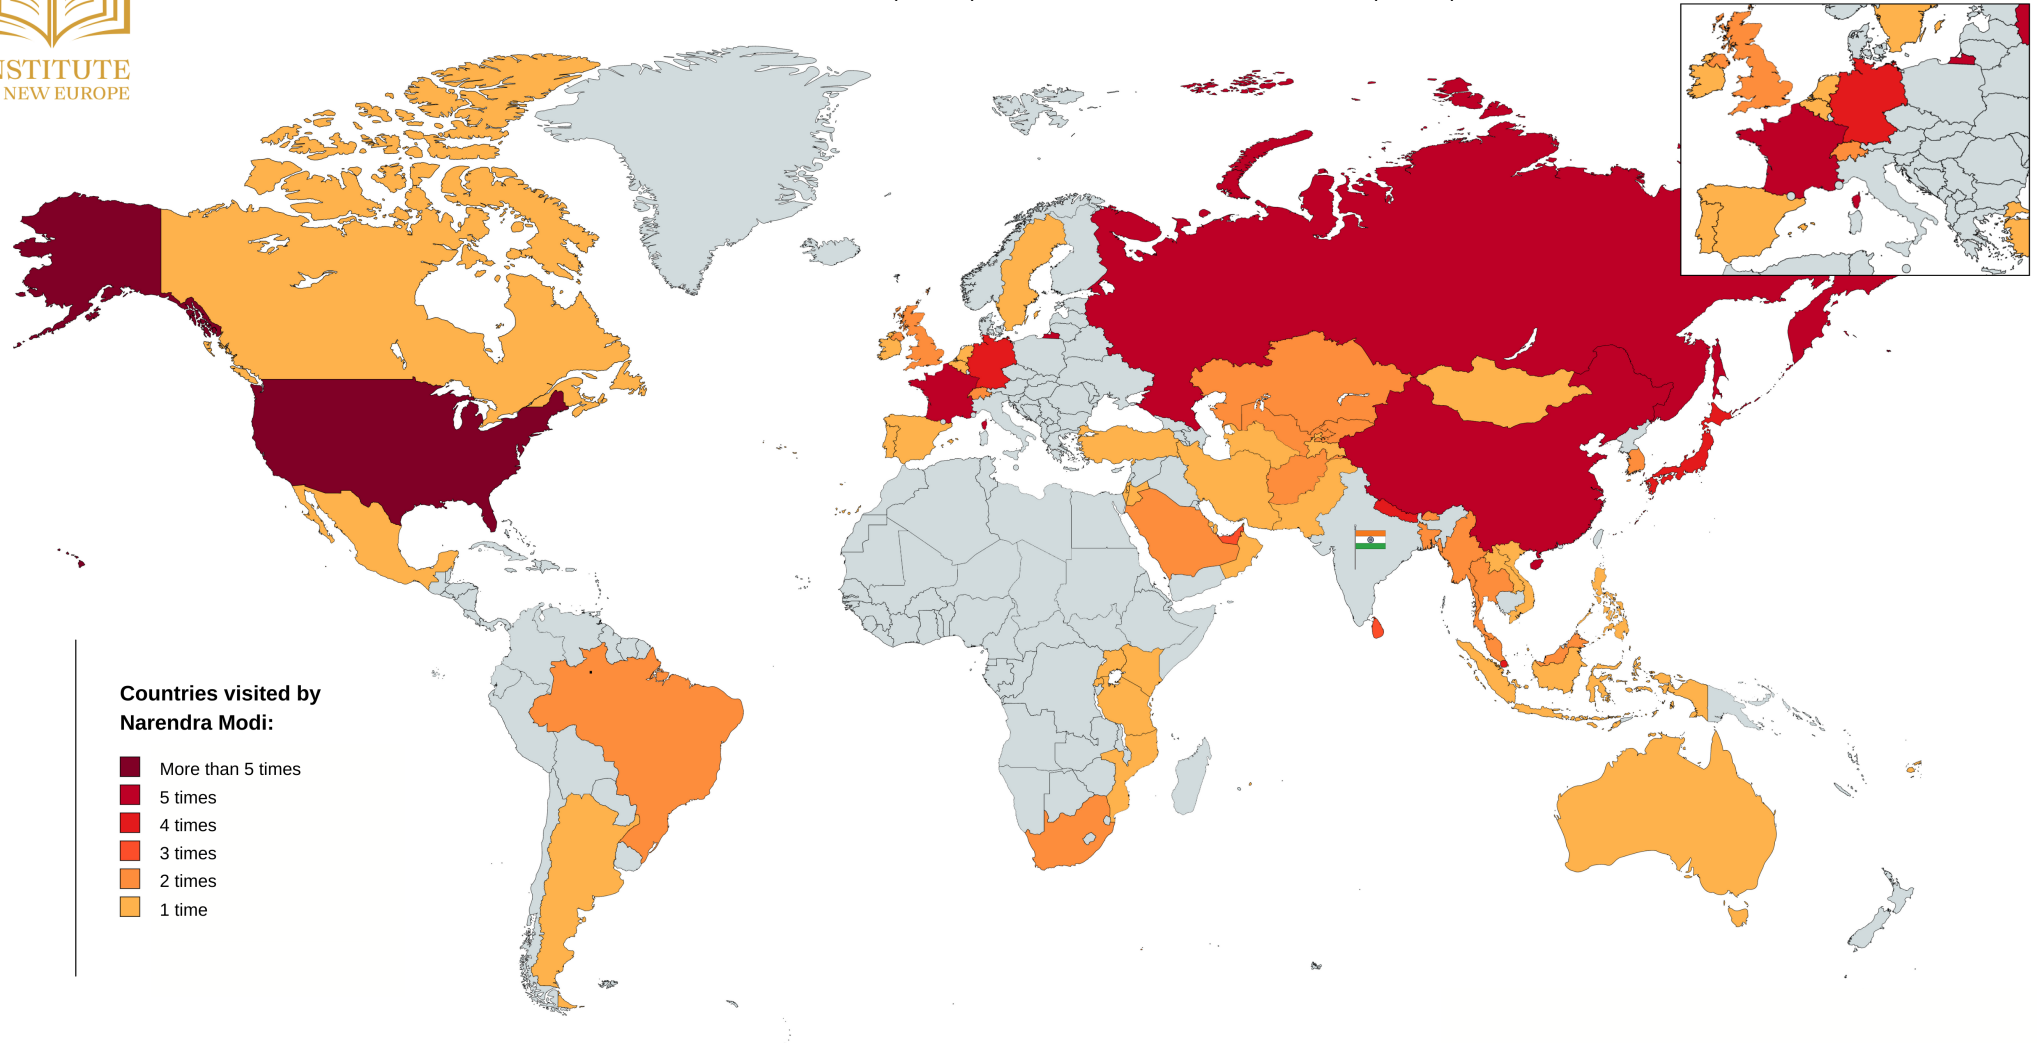 NSTITUTE
NEW EUROPE
Countries visited by
Narendra Modi:
More than 5 times
5 times
4 times
3 times
2 times
1 time